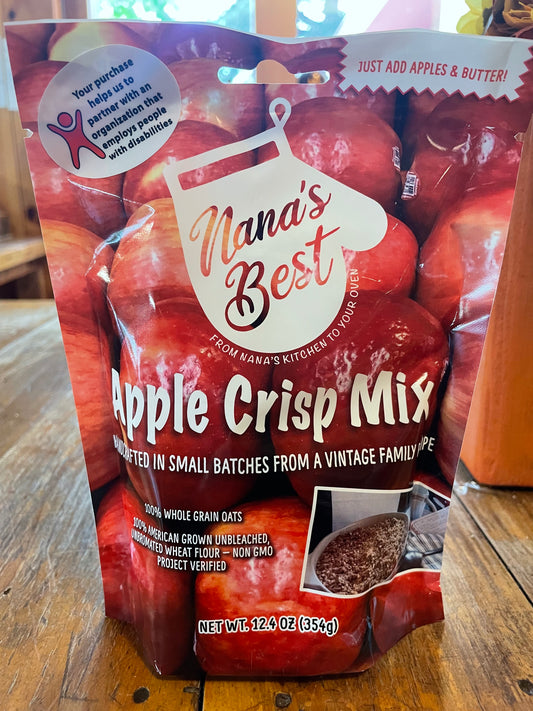 Your purchase
helps us to
partner with an
organization that
employs people
with disabilities
JUST ADD APPLES & BUTTER!
Nana's
Best
FROM NANA'S KITCHEN TO YOUR OVEN
Apple Crisp Mix
IN SMALL BATCHES FROM A VINTAGE FAMILY
100% WHOLE GRAIN OATS
100% AMERICAN GROWN UNBLEACHED,
UNBROMATED WHEAT FLOUR – NON GMO
PROJECT VERIFIED
NET WT. 12.4 OZ (354g)